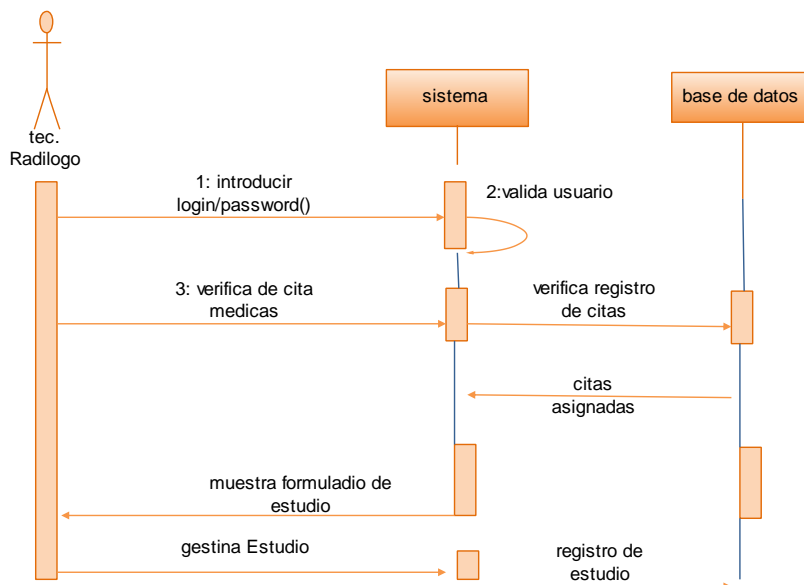 sistema
base de datos
tec.
Radilogo
1: introducir
login/password()
2:valida usuario
3: verifica de cita
medicas
verifica registro
de citas
citas
asignadas
muestra formuladio de
estudio
gestina Estudio
registro de
estudio